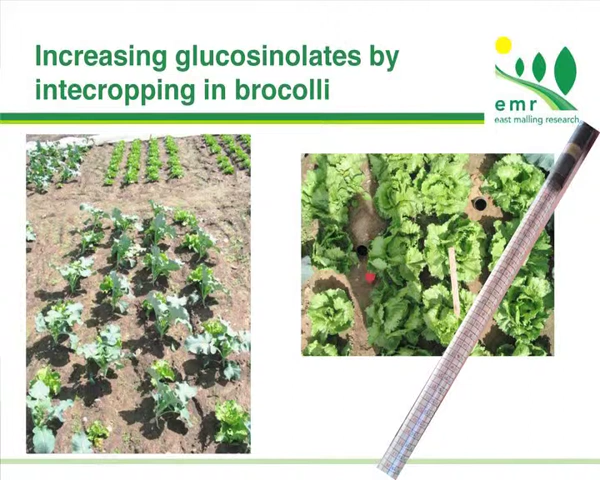 Increasing glucosinolates by
intecropping in brocolli
emr
east malling research